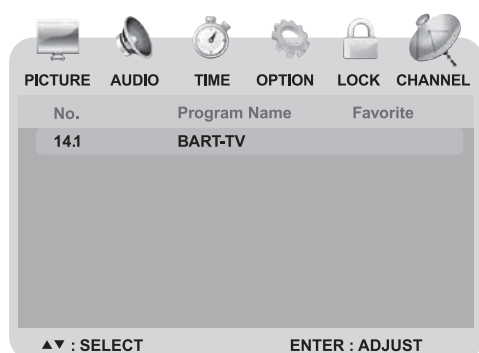 PICTURE AUDIO TIME OPTION LOCK CHANNEL
No. Program Name Favorite
14.1 BART-TV
▲▼ : SELECT ENTER : ADJUST